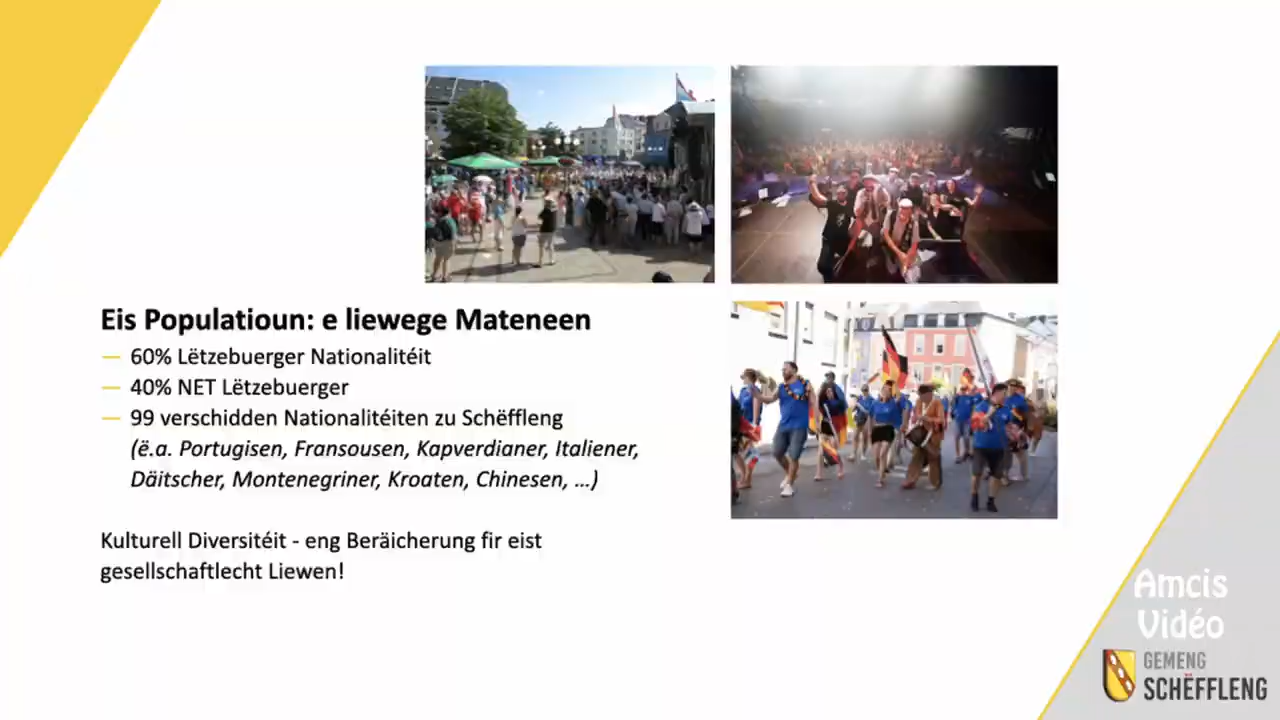 Eis Populatioun: e liewege Mateneen
— 60% Lëtzebuerger Nationalitéit
— 40% NET Lëtzebuerger
— 99 verschidden Nationalitéiten zu Schëffleng
(ë.a. Portugisen, Fransousen, Kapverdianer, Italiener,
Däitscher, Montenegriner, Kroaten, Chinesen, …)
Kulturell Diversitéit - eng Beräicherung fir eist
gesellschaftlecht Liewen!
Amcis
Vidéo
GEMENG
SCHËFFLENG